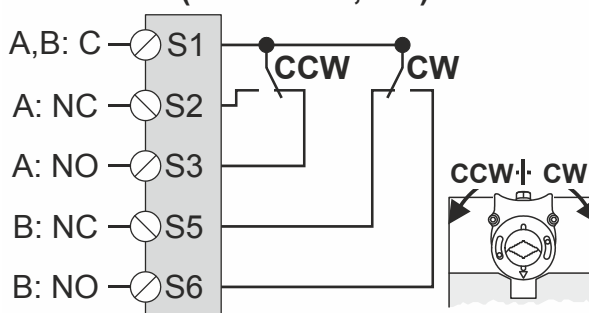 A,B: C S1 CCW CW
A: NC S2
A: NO S3
B: NC S5
B: NO S6
CCW CW